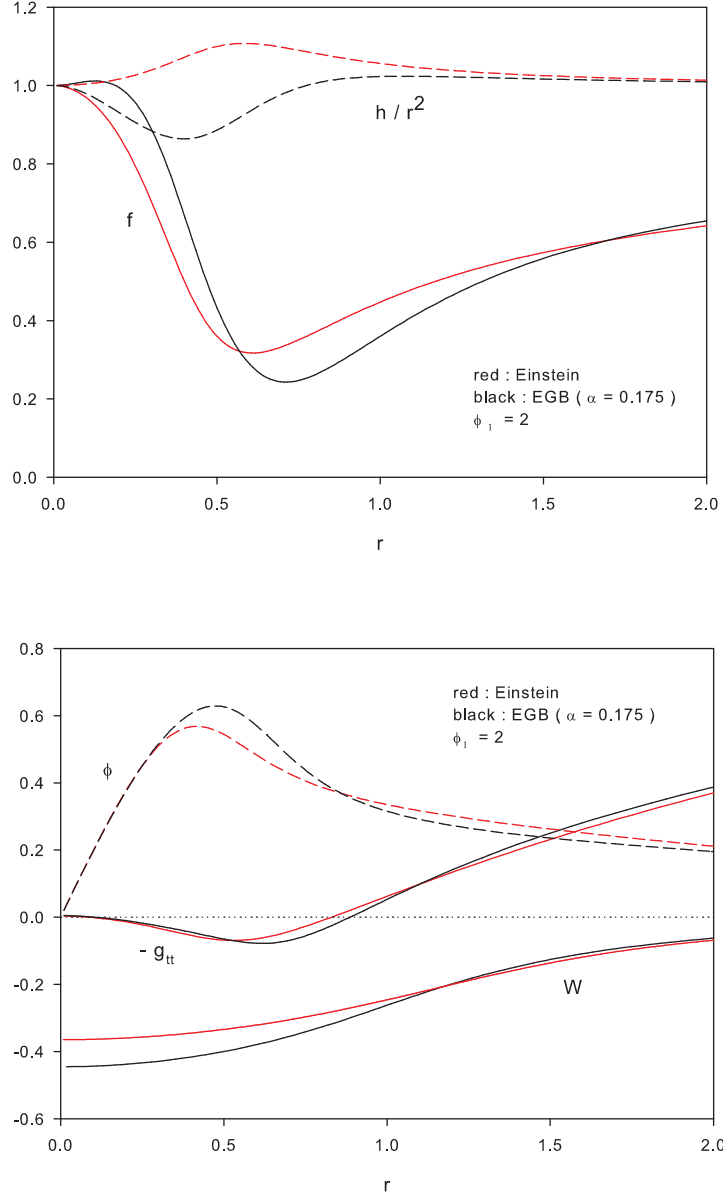 1.2
1.0
h / r²
0.8
f
0.6
0.4
red : Einstein
black : EGB ( α = 0.175 )
ϕ ₁ = 2
0.2
0.0
0.0 0.5 1.0 1.5 2.0
r
0.8
red : Einstein
black : EGB ( α = 0.175 )
ϕ₁ = 2
0.6
ϕ
0.4
0.2
0.0
- gₜₜ
W
-0.2
-0.4
-0.6
0.0 0.5 1.0 1.5 2.0
r